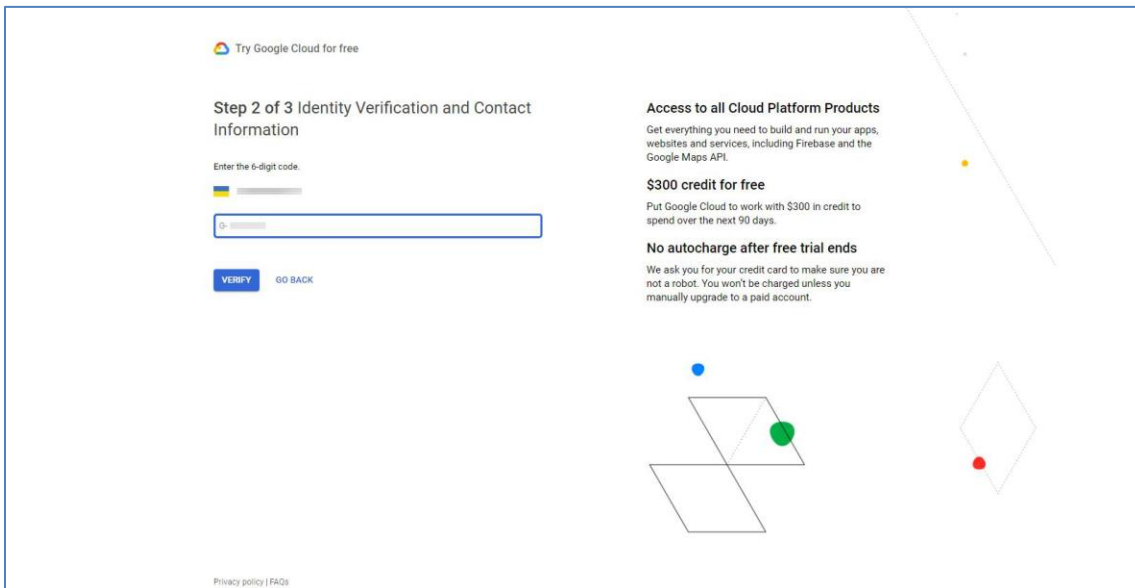 Try Google Cloud for free
Step 2 of 3 Identity Verification and Contact
Information
Enter the 6-digit code.
G-
VERIFY GO BACK
Access to all Cloud Platform Products
Get everything you need to build and run your apps,
websites and services, including Firebase and the
Google Maps API.
$300 credit for free
Put Google Cloud to work with $300 in credit to
spend over the next 90 days.
No autocharge after free trial ends
We ask you for your credit card to make sure you are
not a robot. You won't be charged unless you
manually upgrade to a paid account.
Privacy policy | FAQs